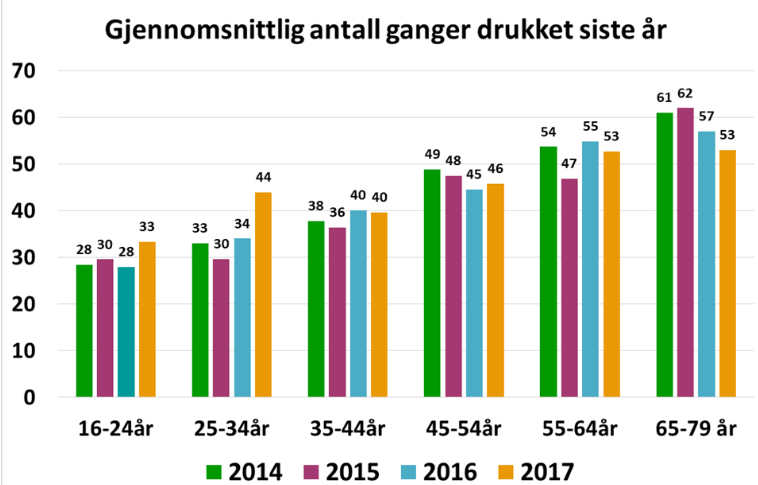 Gjennomsnittlig antall ganger drukket siste år
70
60
50
40
30
20
10
0
28 30 28 33
33 30 34 44
38 36 40 40
49 48 45 46
54 47 55 53
61 62 57 53
16-24år 25-34år 35-44år 45-54år 55-64år 65-79 år
2014 2015 2016 2017